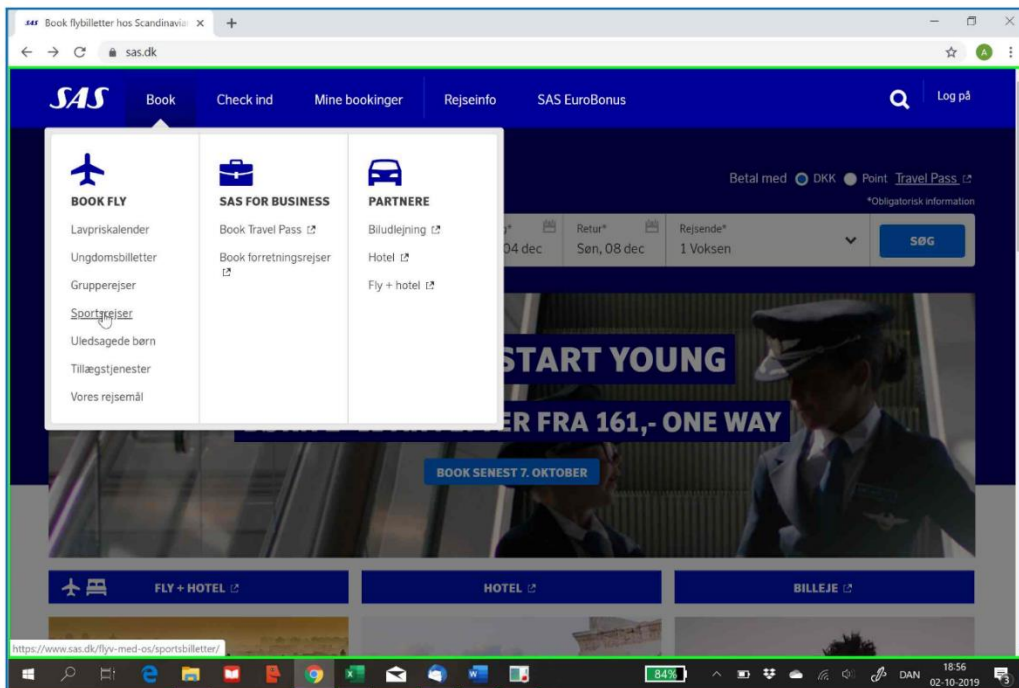 SAS Book flybilletter hos Scandinavia
sas.dk
A
SAS Book Check ind Mine bookinger Rejseinfo SAS EuroBonus Log på
Betal med DKK Point Travel Pass
*Obligatorisk information
BOOK FLY
Lavpriskalender
Ungdomsbilletter
Grupperejser
Sportsrejser
Uledsagede børn
Tillægstjenester
Vores rejsemål
SAS FOR BUSINESS
Book Travel Pass
Book forretningsrejser
PARTNERE
Biludlejning
Hotel
Fly + hotel
Retur* Rejsende*
04 dec Søn, 08 dec 1 Voksen
SØG
START YOUNG
ER FRA 161,- ONE WAY
BOOK SENEST 7. OKTOBER
FLY + HOTEL HOTEL BILLEJE
https://www.sas.dk/flyv-med-os/sportsbilletter/
84% DAN 18:56
02-10-2019
3